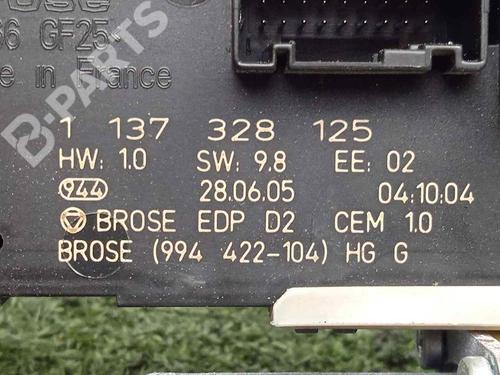 GF25-
in France
B-PARTS
1 137 328 125
HW: 1.0 SW: 9.8 EE: 02
944 28.06.05 04:10:04
BROSE EDP D2 CEM 1.0
BROSE (994 422-104) HG G